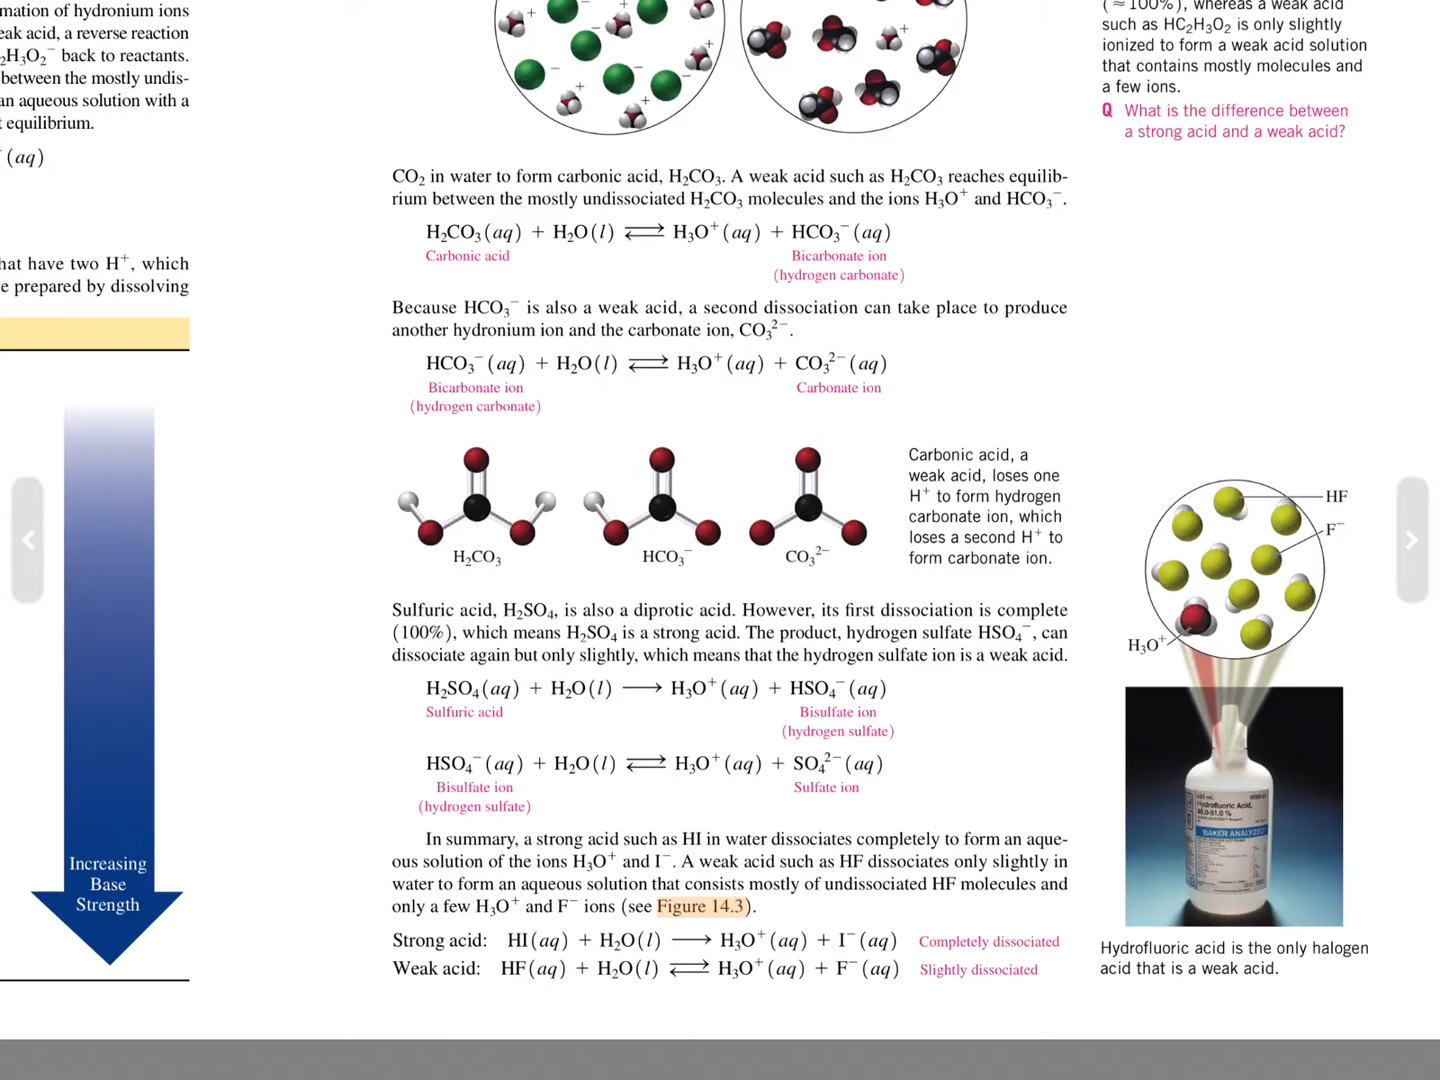 mation of hydronium ions
eak acid, a reverse reaction
₂H₃O₂⁻ back to reactants.
between the mostly undis-
an aqueous solution with a
t equilibrium.
⁻(aq)
hat have two H⁺, which
e prepared by dissolving
Increasing
Base
Strength
+ + + + + + − − − −
CO₂ in water to form carbonic acid, H₂CO₃. A weak acid such as H₂CO₃ reaches equilib-
rium between the mostly undissociated H₂CO₃ molecules and the ions H₃O⁺ and HCO₃⁻.
H₂CO₃(aq) + H₂O(l) ⇌ H₃O⁺(aq) + HCO₃⁻(aq)
Carbonic acid Bicarbonate ion
(hydrogen carbonate)
Because HCO₃⁻ is also a weak acid, a second dissociation can take place to produce
another hydronium ion and the carbonate ion, CO₃²⁻.
HCO₃⁻(aq) + H₂O(l) ⇌ H₃O⁺(aq) + CO₃²⁻(aq)
Bicarbonate ion Carbonate ion
(hydrogen carbonate)
H₂CO₃ HCO₃⁻ CO₃²⁻
Carbonic acid, a
weak acid, loses one
H⁺ to form hydrogen
carbonate ion, which
loses a second H⁺ to
form carbonate ion.
Sulfuric acid, H₂SO₄, is also a diprotic acid. However, its first dissociation is complete
(100%), which means H₂SO₄ is a strong acid. The product, hydrogen sulfate HSO₄⁻, can
dissociate again but only slightly, which means that the hydrogen sulfate ion is a weak acid.
H₂SO₄(aq) + H₂O(l) ⟶ H₃O⁺(aq) + HSO₄⁻(aq)
Sulfuric acid Bisulfate ion
(hydrogen sulfate)
HSO₄⁻(aq) + H₂O(l) ⇌ H₃O⁺(aq) + SO₄²⁻(aq)
Bisulfate ion Sulfate ion
(hydrogen sulfate)
In summary, a strong acid such as HI in water dissociates completely to form an aque-
ous solution of the ions H₃O⁺ and I⁻. A weak acid such as HF dissociates only slightly in
water to form an aqueous solution that consists mostly of undissociated HF molecules and
only a few H₃O⁺ and F⁻ ions (see Figure 14.3).
Strong acid: HI(aq) + H₂O(l) ⟶ H₃O⁺(aq) + I⁻(aq) Completely dissociated
Weak acid: HF(aq) + H₂O(l) ⇌ H₃O⁺(aq) + F⁻(aq) Slightly dissociated
(≈100%), whereas a weak acid
such as HC₂H₃O₂ is only slightly
ionized to form a weak acid solution
that contains mostly molecules and
a few ions.
Q What is the difference between
a strong acid and a weak acid?
HF
F⁻
H₃O⁺
Hydrofluoric Acid,
48.0-51.0 %
BAKER ANALYZED
Hydrofluoric acid is the only halogen
acid that is a weak acid.